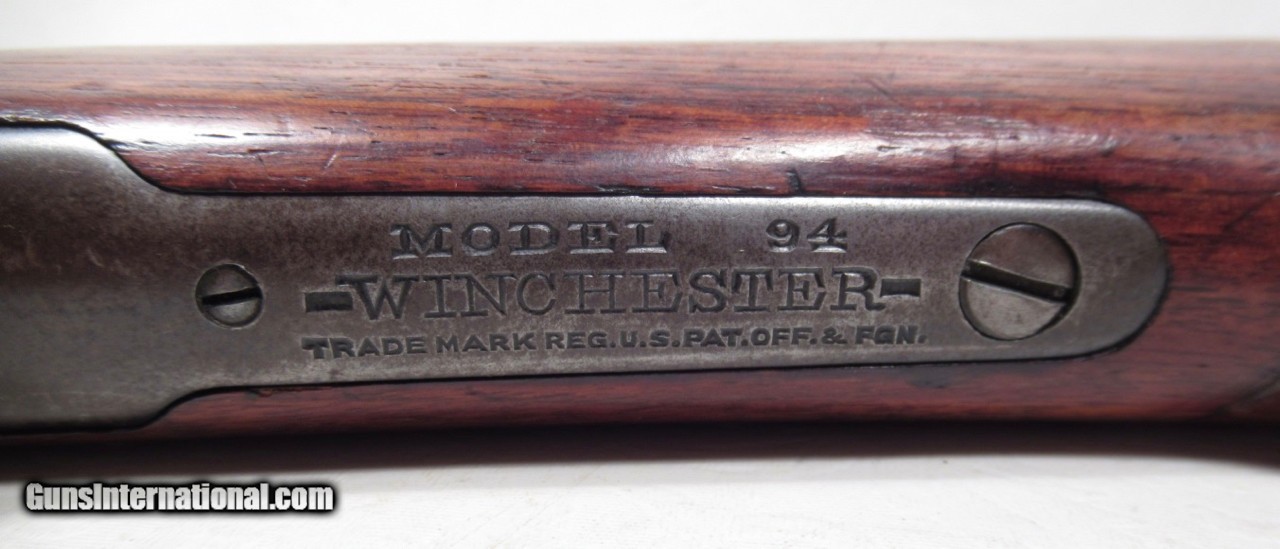 MODEL 94
-WINCHESTER-
TRADE MARK REG. U.S. PAT. OFF. & FGN.
GunsInternational.com